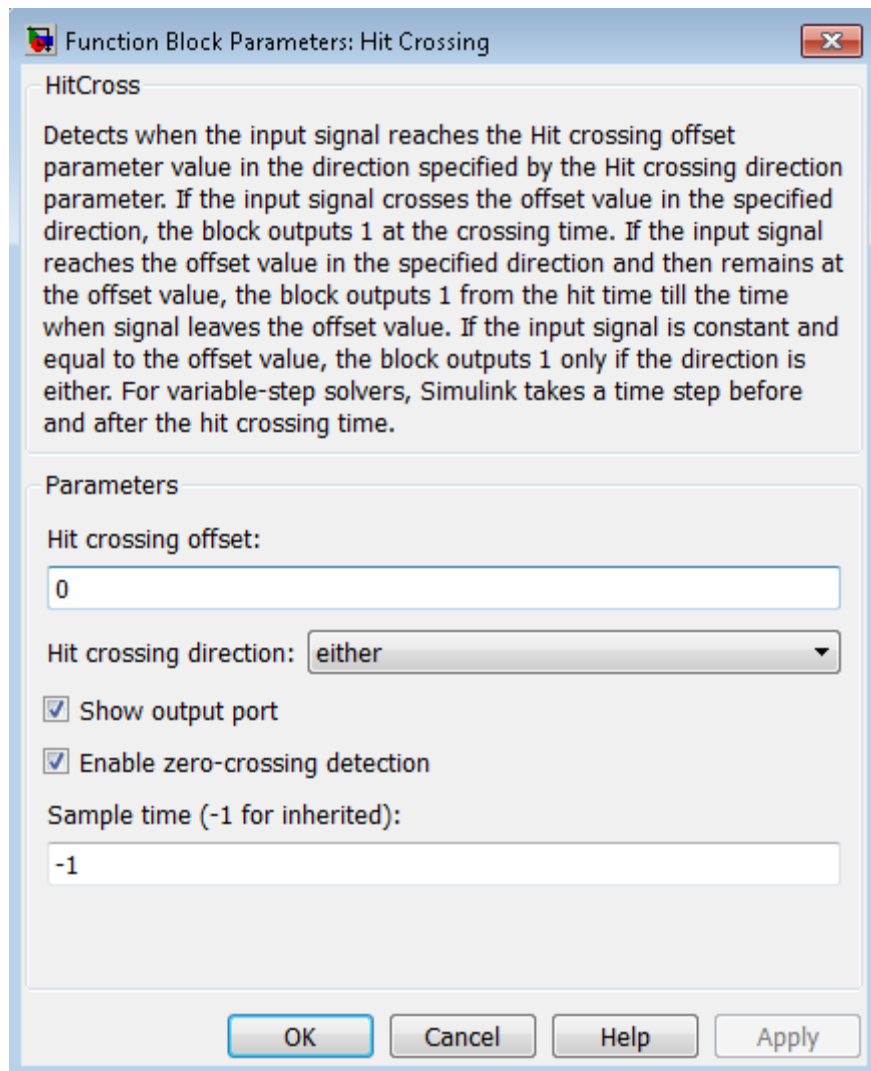 Function Block Parameters: Hit Crossing
HitCross
Detects when the input signal reaches the Hit crossing offset
parameter value in the direction specified by the Hit crossing direction
parameter. If the input signal crosses the offset value in the specified
direction, the block outputs 1 at the crossing time. If the input signal
reaches the offset value in the specified direction and then remains at
the offset value, the block outputs 1 from the hit time till the time
when signal leaves the offset value. If the input signal is constant and
equal to the offset value, the block outputs 1 only if the direction is
either. For variable-step solvers, Simulink takes a time step before
and after the hit crossing time.
Parameters
Hit crossing offset:
0
Hit crossing direction: either
Show output port
Enable zero-crossing detection
Sample time (-1 for inherited):
-1
OK Cancel Help Apply